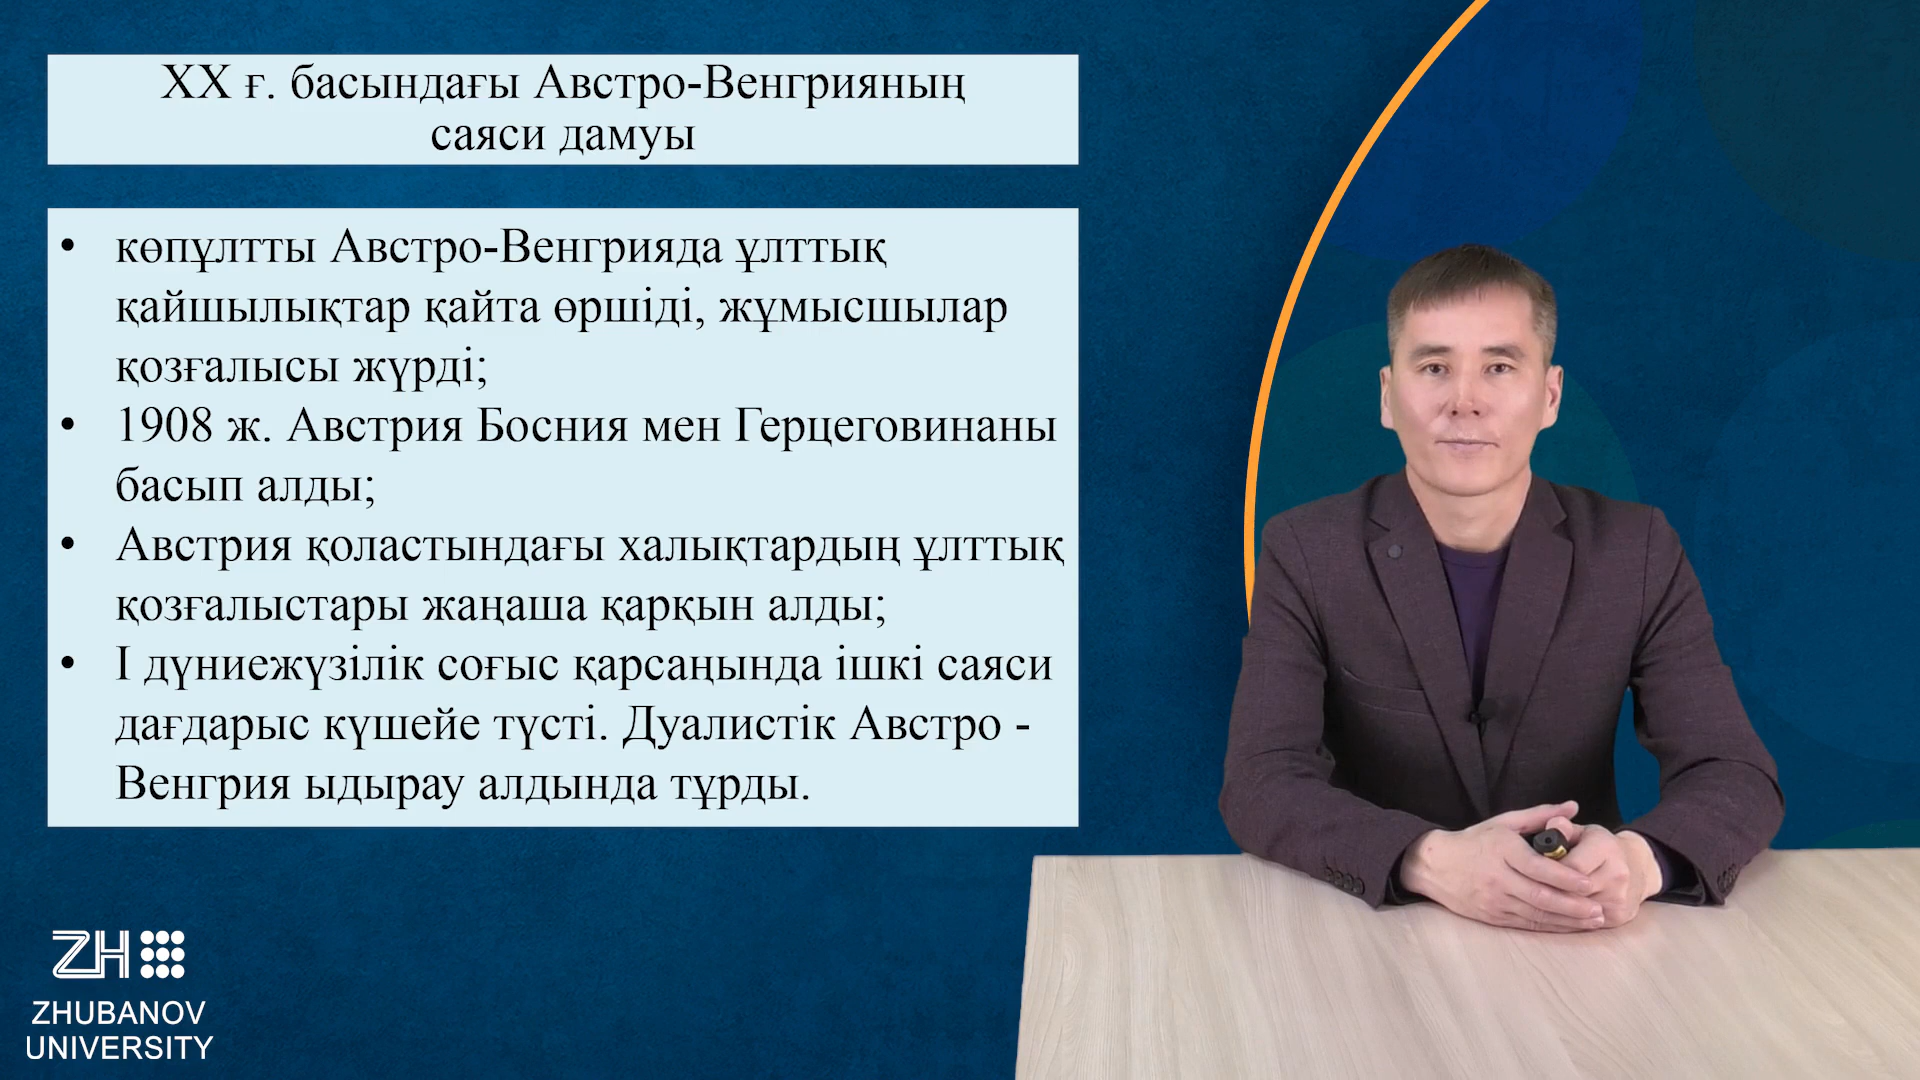 XX ғ. басындағы Австро-Венгрияның
саяси дамуы
• көпұлтты Австро-Венгрияда ұлттық
қайшылықтар қайта өршіді, жұмысшылар
қозғалысы жүрді;
• 1908 ж. Австрия Босния мен Герцеговинаны
басып алды;
• Австрия қоластындағы халықтардың ұлттық
қозғалыстары жаңаша қарқын алды;
• І дүниежүзілік соғыс қарсаңында ішкі саяси
дағдарыс күшейе түсті. Дуалистік Австро -
Венгрия ыдырау алдында тұрды.
ZH
ZHUBANOV
UNIVERSITY